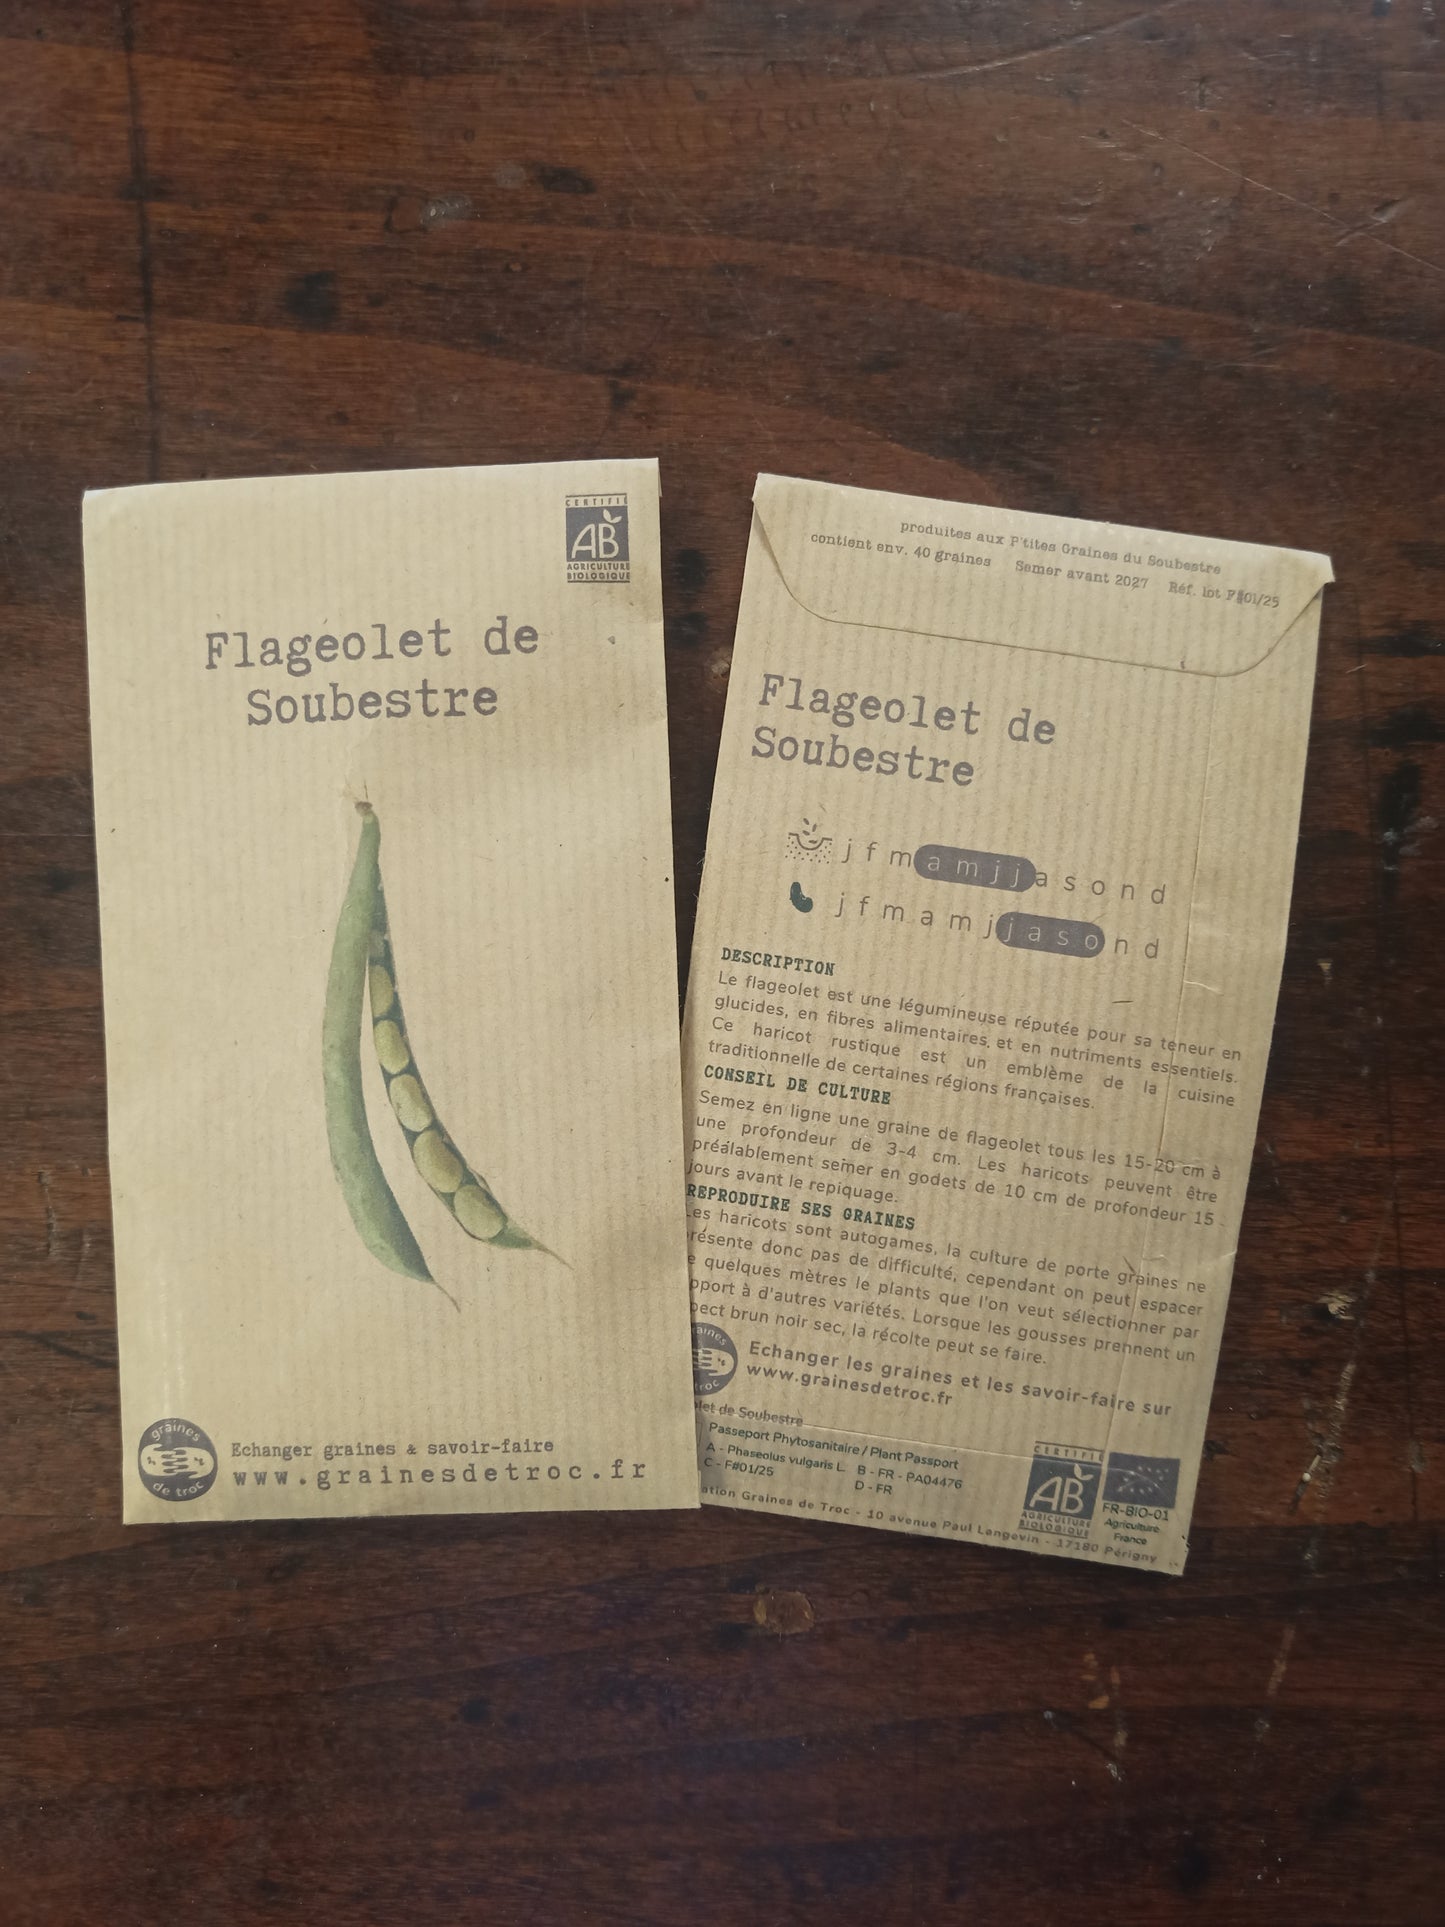 CERTIFIÉ
AB
AGRICULTURE
BIOLOGIQUE
Flageolet de
Soubestre
graines
de troc
Echanger graines & savoir-faire
www.grainesdetroc.fr
produites aux P'tites Graines du Soubestre
contient env. 40 graines Semer avant 2027 Réf. lot F#01/25
Flageolet de
Soubestre
j f m a m j j a s o n d
j f m a m j j a s o n d
DESCRIPTION
Le flageolet est une légumineuse réputée pour sa teneur en
glucides, en fibres alimentaires, et en nutriments essentiels.
Ce haricot rustique est un emblème de la cuisine
traditionnelle de certaines régions françaises.
CONSEIL DE CULTURE
Semez en ligne une graine de flageolet tous les 15-20 cm à
une profondeur de 3-4 cm. Les haricots peuvent être
préalablement semer en godets de 10 cm de profondeur 15
jours avant le repiquage.
REPRODUIRE SES GRAINES
Les haricots sont autogames, la culture de porte graines ne
résente donc pas de difficulté, cependant on peut espacer
e quelques mètres le plants que l'on veut sélectionner par
pport à d'autres variétés. Lorsque les gousses prennent un
pect brun noir sec, la récolte peut se faire.
raines
troc
Echanger les graines et les savoir-faire sur
www.grainesdetroc.fr
let de Soubestre
Passeport Phytosanitaire / Plant Passport
A - Phaseolus vulgaris L. B - FR - PA04476
C - F#01/25 D - FR
CERTIFIÉ
AB
AGRICULTURE
BIOLOGIQUE
FR-BIO-01
Agriculture
France
ation Graines de Troc - 10 avenue Paul Langevin - 17180 Périgny